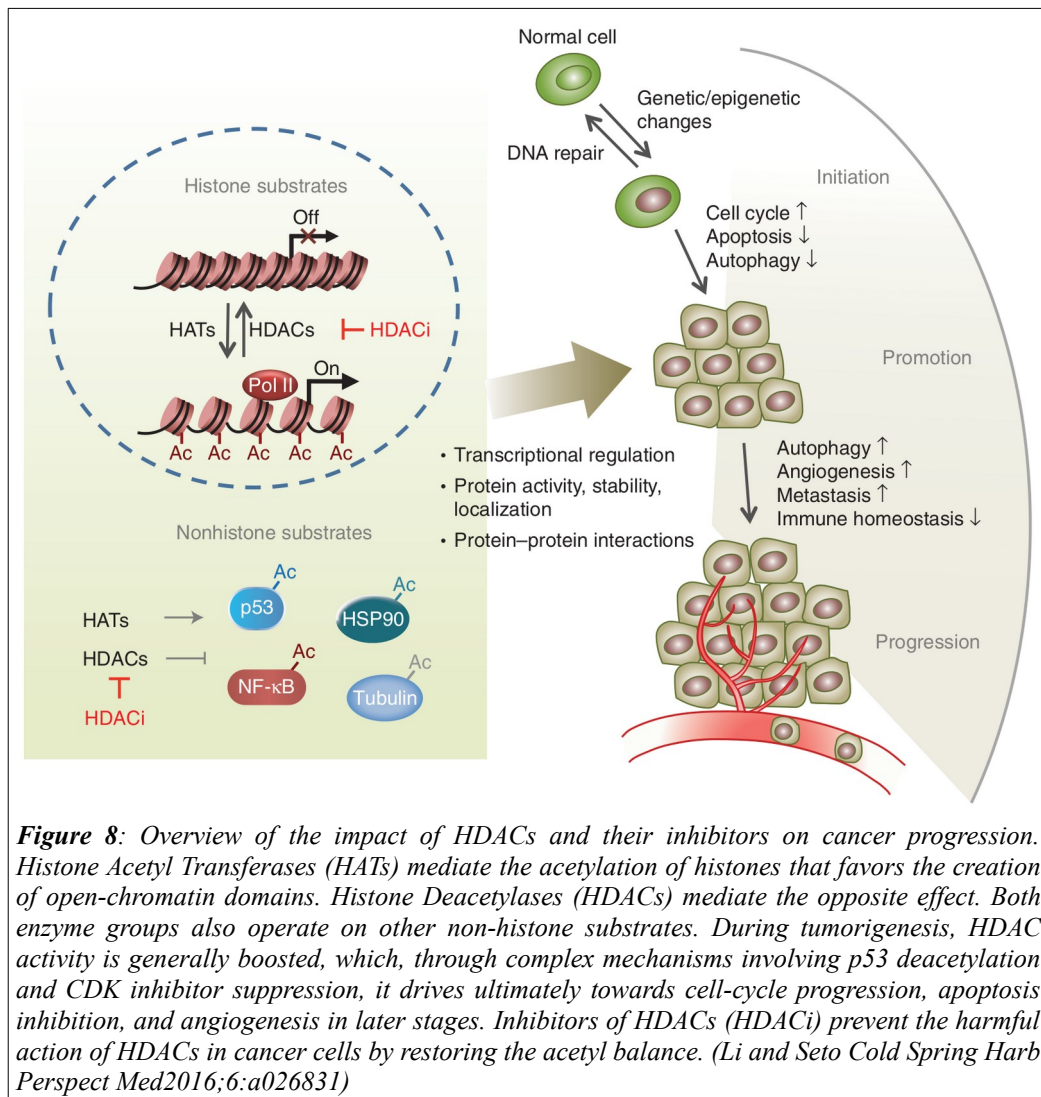 Normal cell
Genetic/epigenetic
changes
DNA repair
Initiation
Cell cycle ↑
Apoptosis ↓
Autophagy ↓
Promotion
Autophagy ↑
Angiogenesis ↑
Metastasis ↑
Immune homeostasis ↓
Progression
Histone substrates
Off
HATs
HDACs
HDACi
On
Pol II
Ac
Ac
Ac
Ac
Ac
• Transcriptional regulation
• Protein activity, stability,
localization
• Protein–protein interactions
Nonhistone substrates
HATs
HDACs
HDACi
Ac
p53
Ac
HSP90
Ac
NF-κB
Ac
Tubulin
Figure 8: Overview of the impact of HDACs and their inhibitors on cancer progression.
Histone Acetyl Transferases (HATs) mediate the acetylation of histones that favors the creation
of open-chromatin domains. Histone Deacetylases (HDACs) mediate the opposite effect. Both
enzyme groups also operate on other non-histone substrates. During tumorigenesis, HDAC
activity is generally boosted, which, through complex mechanisms involving p53 deacetylation
and CDK inhibitor suppression, it drives ultimately towards cell-cycle progression, apoptosis
inhibition, and angiogenesis in later stages. Inhibitors of HDACs (HDACi) prevent the harmful
action of HDACs in cancer cells by restoring the acetyl balance. (Li and Seto Cold Spring Harb
Perspect Med2016;6:a026831)